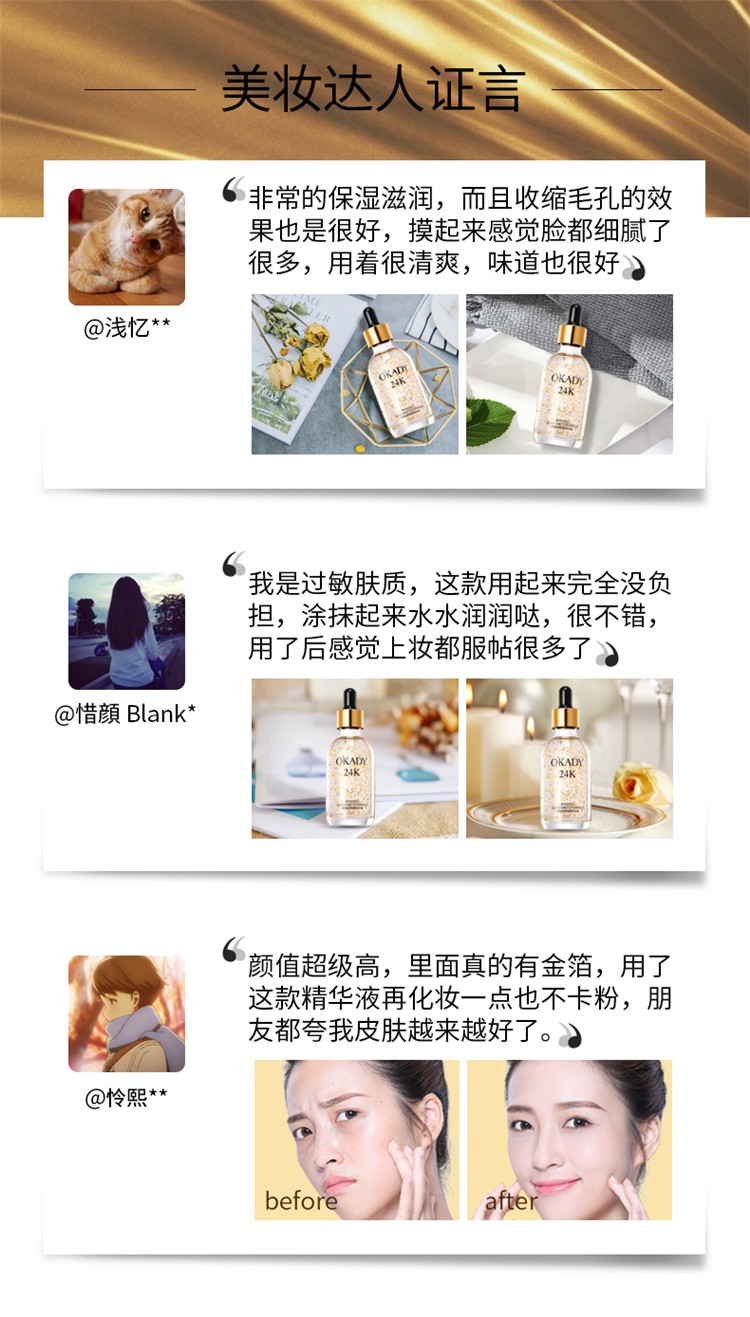 美妆达人证言
非常的保湿滋润，而且收缩毛孔的效
果也是很好，摸起来感觉脸都细腻了
很多，用着很清爽，味道也很好
@浅忆**
OKADY
24K
OKADY
24K
我是过敏肤质，这款用起来完全没负
担，涂抹起来水水润润哒，很不错，
用了后感觉上妆都服帖很多了
@惜顔 Blank*
OKADY
24K
OKADY
24K
颜值超级高，里面真的有金箔，用了
这款精华液再化妆一点也不卡粉，朋
友都夸我皮肤越来越好了。
@怜熙**
before
after